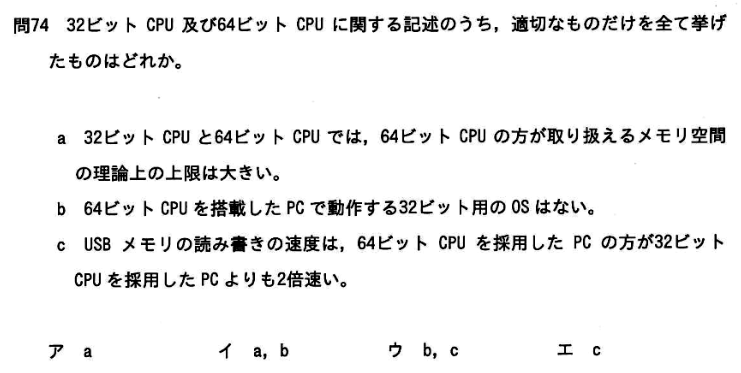 問74 32ビット CPU 及び64ビット CPU に関する記述のうち，適切なものだけを全て挙げ
たものはどれか。
a 32ビット CPU と64ビット CPU では，64ビット CPU の方が取り扱えるメモリ空間
の理論上の上限は大きい。
b 64ビット CPU を搭載した PC で動作する32ビット用の OS はない。
c USB メモリの読み書きの速度は，64ビット CPU を採用した PC の方が32ビット
CPU を採用した PC よりも2倍速い。
ア a イ a, b ウ b, c エ c